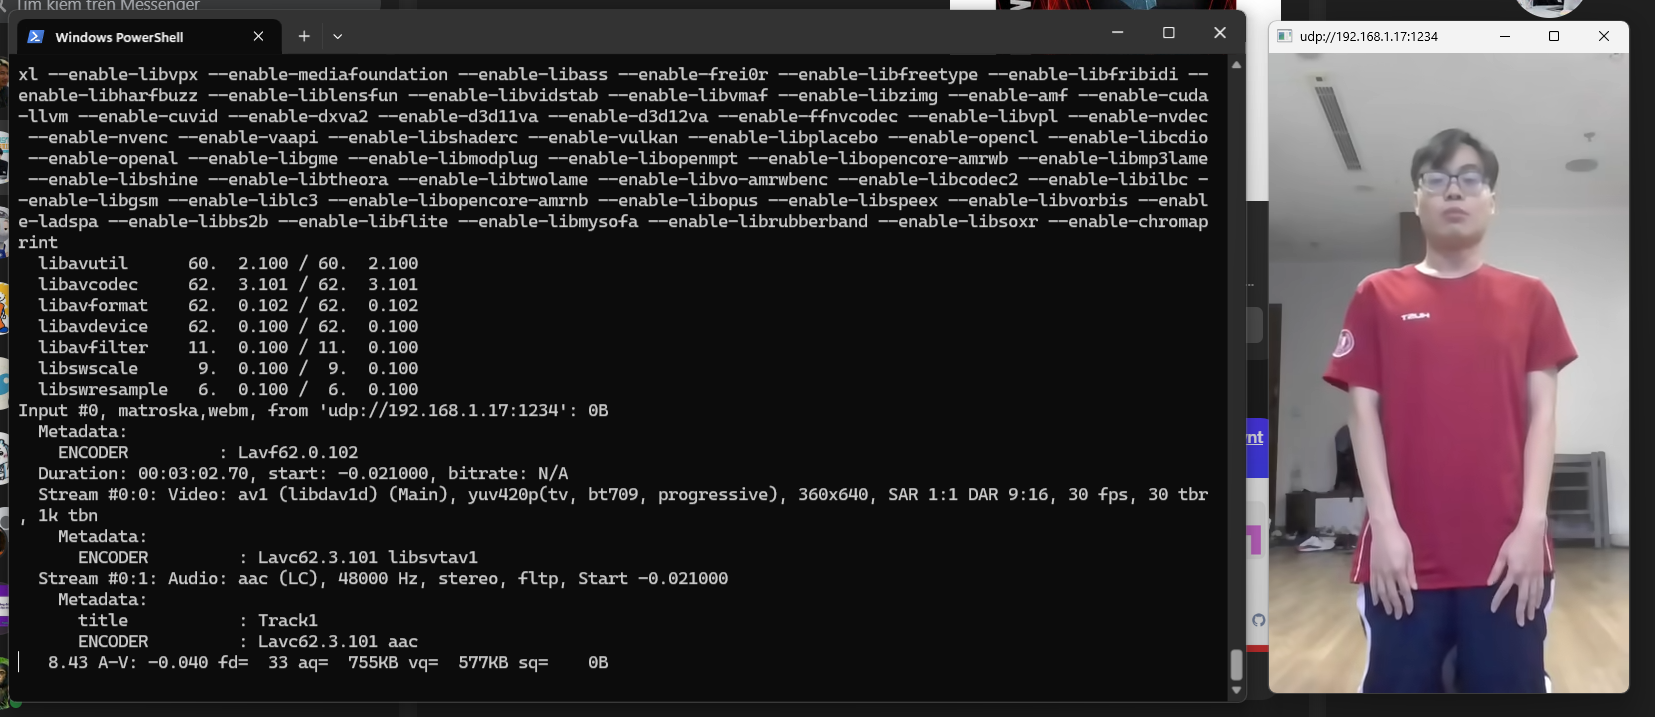 Tìm kiếm trên Messenger
Windows PowerShell
udp://192.168.1.17:1234
xl --enable-libvpx --enable-mediafoundation --enable-libass --enable-frei0r --enable-libfreetype --enable-libfribidi --
enable-libharfbuzz --enable-liblensfun --enable-libvidstab --enable-libvmaf --enable-libzimg --enable-amf --enable-cuda
-llvm --enable-cuvid --enable-dxva2 --enable-d3d11va --enable-d3d12va --enable-ffnvcodec --enable-libvpl --enable-nvdec
--enable-nvenc --enable-vaapi --enable-libshaderc --enable-vulkan --enable-libplacebo --enable-opencl --enable-libcdio
--enable-openal --enable-libgme --enable-libmodplug --enable-libopenmpt --enable-libopencore-amrwb --enable-libmp3lame
--enable-libshine --enable-libtheora --enable-libtwolame --enable-libvo-amrwbenc --enable-libcodec2 --enable-libilbc -
-enable-libgsm --enable-liblc3 --enable-libopencore-amrnb --enable-libopus --enable-libspeex --enable-libvorbis --enabl
e-ladspa --enable-libbs2b --enable-libflite --enable-libmysofa --enable-librubberband --enable-libsoxr --enable-chromap
rint
libavutil      60.  2.100 / 60.  2.100
libavcodec     62.  3.101 / 62.  3.101
libavformat    62.  0.102 / 62.  0.102
libavdevice    62.  0.100 / 62.  0.100
libavfilter    11.  0.100 / 11.  0.100
libswscale      9.  0.100 /  9.  0.100
libswresample   6.  0.100 /  6.  0.100
Input #0, matroska,webm, from 'udp://192.168.1.17:1234': 0B
Metadata:
ENCODER         : Lavf62.0.102
Duration: 00:03:02.70, start: -0.021000, bitrate: N/A
Stream #0:0: Video: av1 (libdav1d) (Main), yuv420p(tv, bt709, progressive), 360x640, SAR 1:1 DAR 9:16, 30 fps, 30 tbr
, 1k tbn
Metadata:
ENCODER         : Lavc62.3.101 libsvtav1
Stream #0:1: Audio: aac (LC), 48000 Hz, stereo, fltp, Start -0.021000
Metadata:
title           : Track1
ENCODER         : Lavc62.3.101 aac
8.43 A-V: -0.040 fd=  33 aq=  755KB vq=  577KB sq=    0B